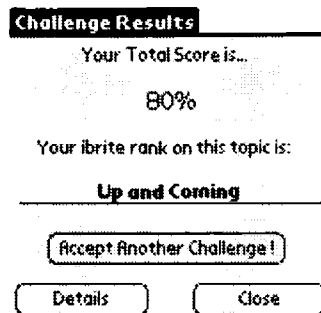 Challenge Results
Your Total Score is...
80%
Your ibrite rank on this topic is:
Up and Coming
Accept Another Challenge!
Details Close